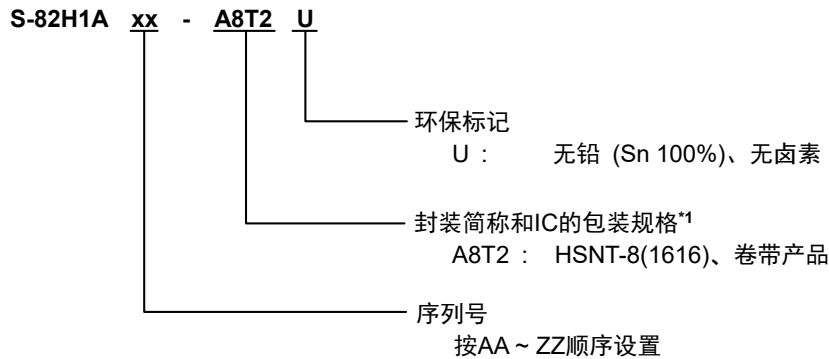 S-82H1A xx - A8T2 U
环保标记
U : 无铅 (Sn 100%)、无卤素
封装简称和IC的包装规格*1
A8T2 : HSNT-8(1616)、卷带产品
序列号
按AA ~ ZZ顺序设置